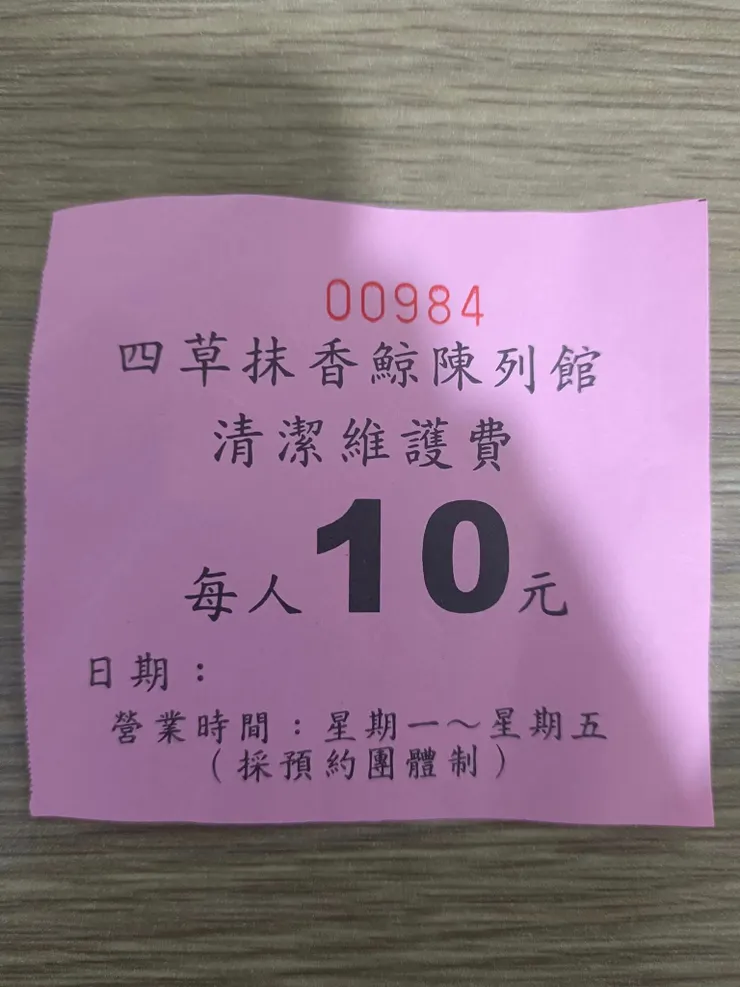 00984
四草抹香鯨陳列館
清潔維護費
每人10元
日期：
營業時間：星期一～星期五
（採預約團體制）